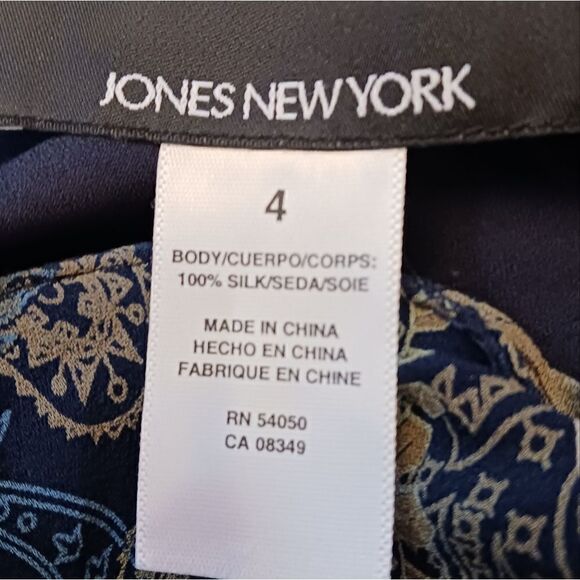 JONES NEW YORK
4
BODY/CUERPO/CORPS:
100% SILK/SEDA/SOIE
MADE IN CHINA
HECHO EN CHINA
FABRIQUE EN CHINE
RN 54050
CA 08349